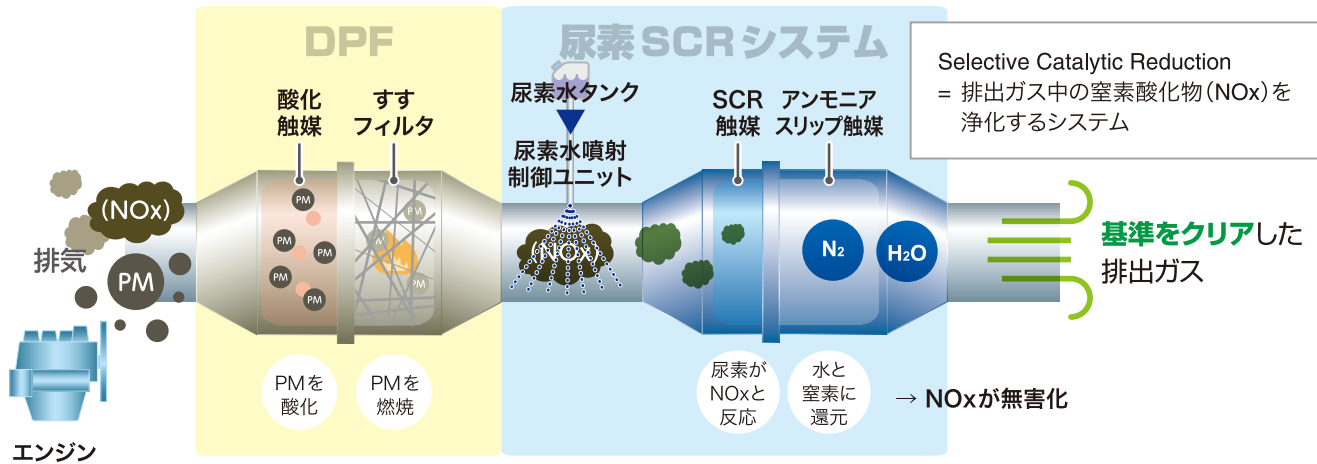 DPF
尿素SCRシステム
Selective Catalytic Reduction
= 排出ガス中の窒素酸化物(NOx)を
浄化するシステム
酸化
触媒
すす
フィルタ
尿素水タンク
尿素水噴射
制御ユニット
SCR
触媒
アンモニア
スリップ触媒
(NOx)
排気
PM
PM
PM
PM
PM
PM
PM
PM
PM
(NOx)
N2
H2O
基準をクリアした
排出ガス
エンジン
PMを
酸化
PMを
燃焼
尿素が
NOxと
反応
水と
窒素に
還元
→ NOxが無害化